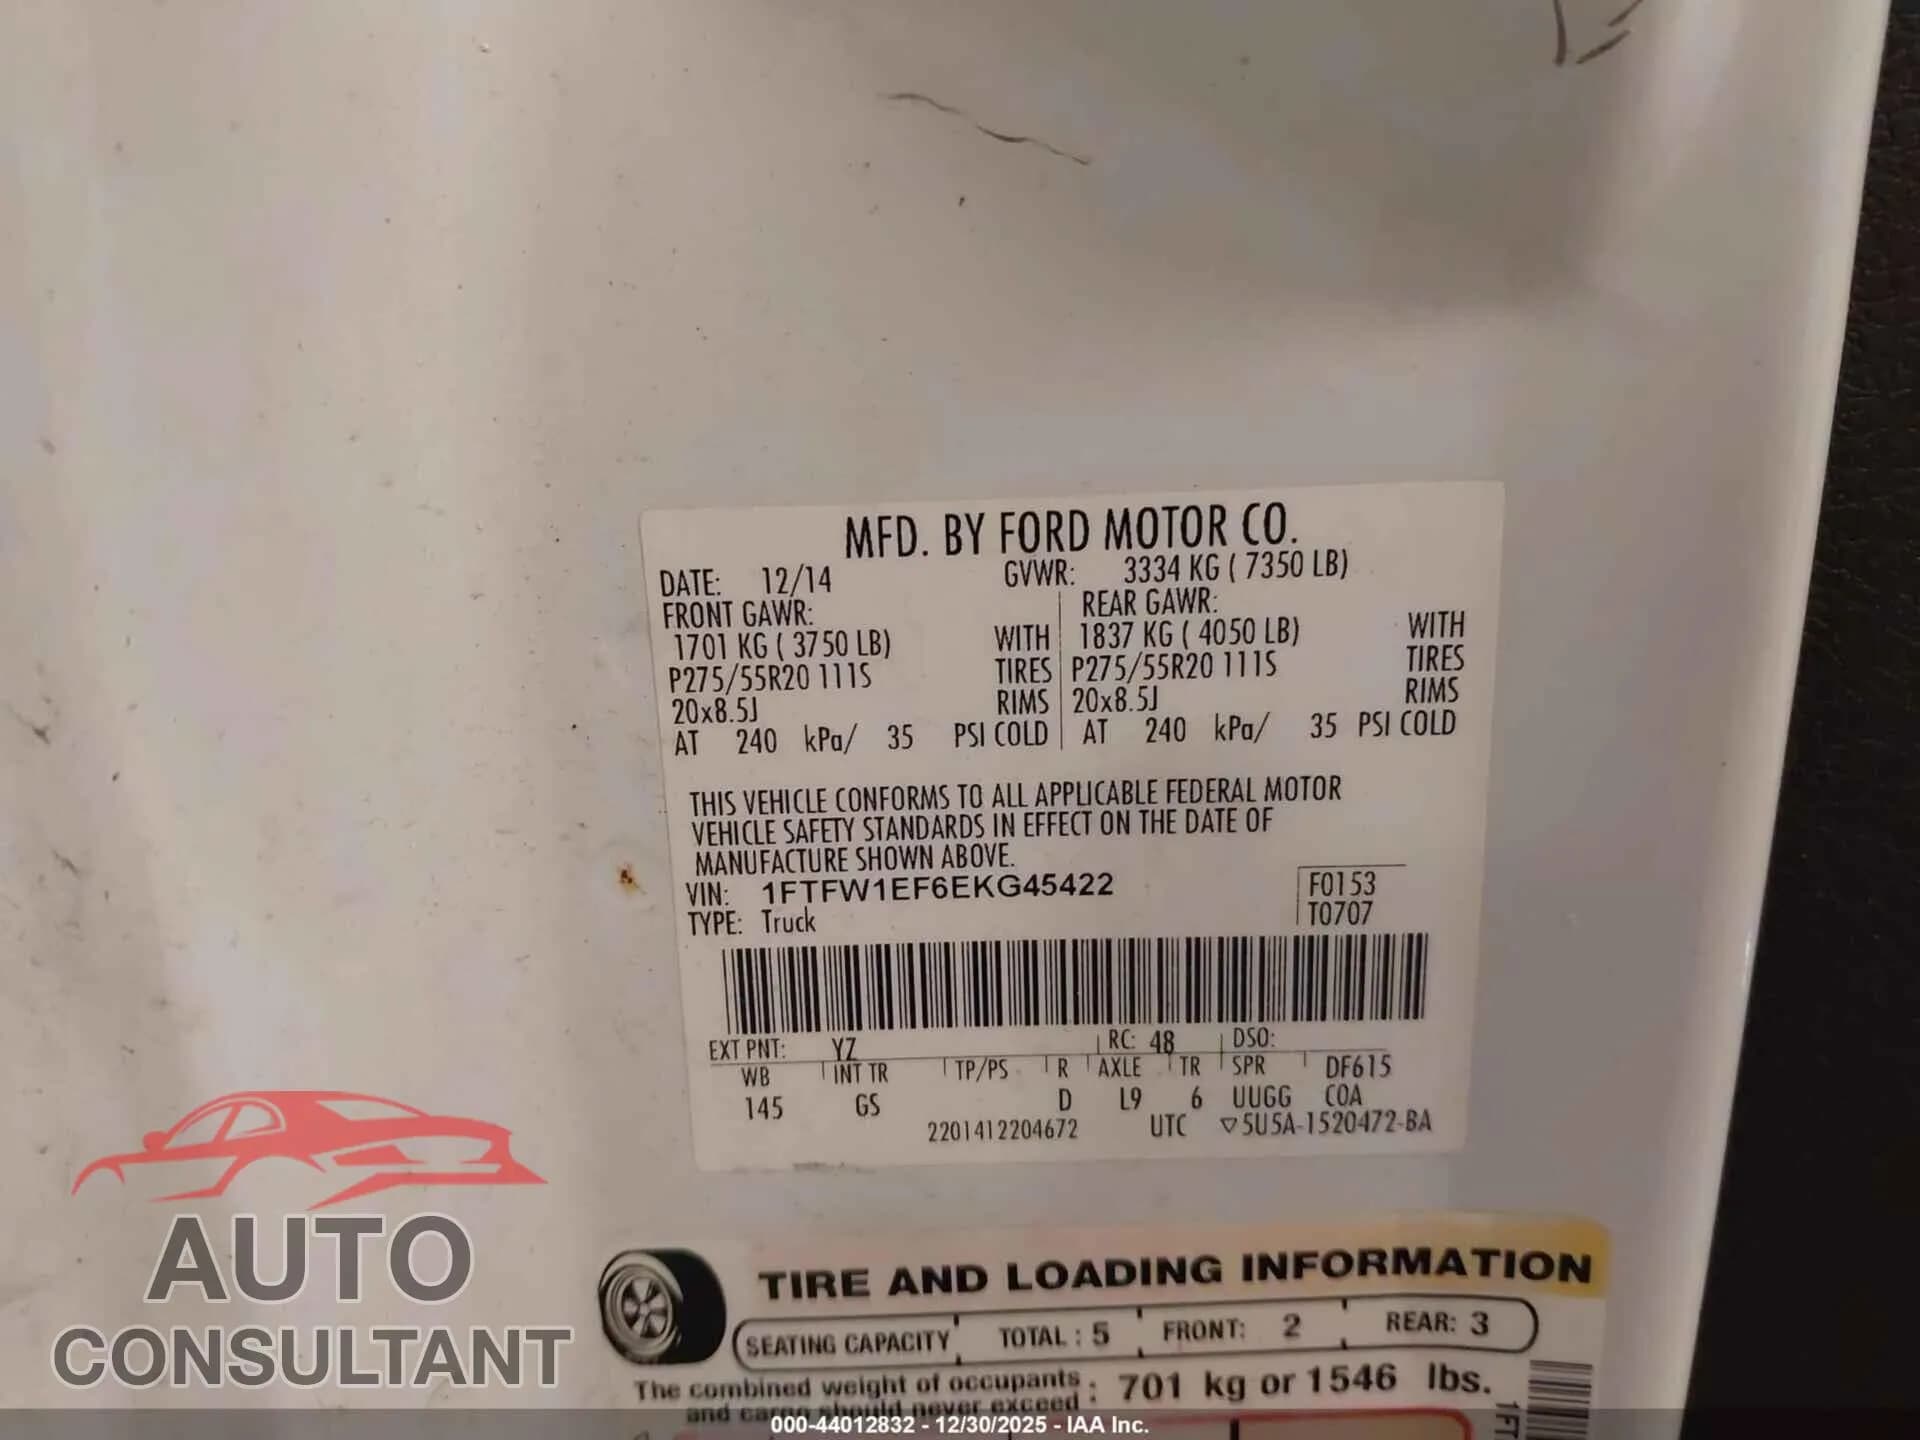 MFD. BY FORD MOTOR CO.
DATE: 12/14 GVWR: 3334 KG ( 7350 LB)
FRONT GAWR: REAR GAWR:
1701 KG ( 3750 LB) WITH 1837 KG ( 4050 LB) WITH
P275/55R20 111S TIRES P275/55R20 111S TIRES
20x8.5J RIMS 20x8.5J RIMS
AT 240 kPa/ 35 PSI COLD AT 240 kPa/ 35 PSI COLD
THIS VEHICLE CONFORMS TO ALL APPLICABLE FEDERAL MOTOR
VEHICLE SAFETY STANDARDS IN EFFECT ON THE DATE OF
MANUFACTURE SHOWN ABOVE.
VIN: 1FTFW1EF6EKG45422 F0153
TYPE: Truck T0707
EXT PNT: YZ RC: 48 DSO:
WB INT TR TP/PS R AXLE TR SPR DF615
145 GS D L9 6 UUGG COA
2201412204672 UTC ▽5U5A-1520472-BA
AUTO
CONSULTANT
TIRE AND LOADING INFORMATION
SEATING CAPACITY TOTAL : 5 FRONT: 2 REAR: 3
The combined weight of occupants : 701 kg or 1546 lbs.
and cargo should never exceed
1FT
000-44012832 - 12/30/2025 - IAA Inc.